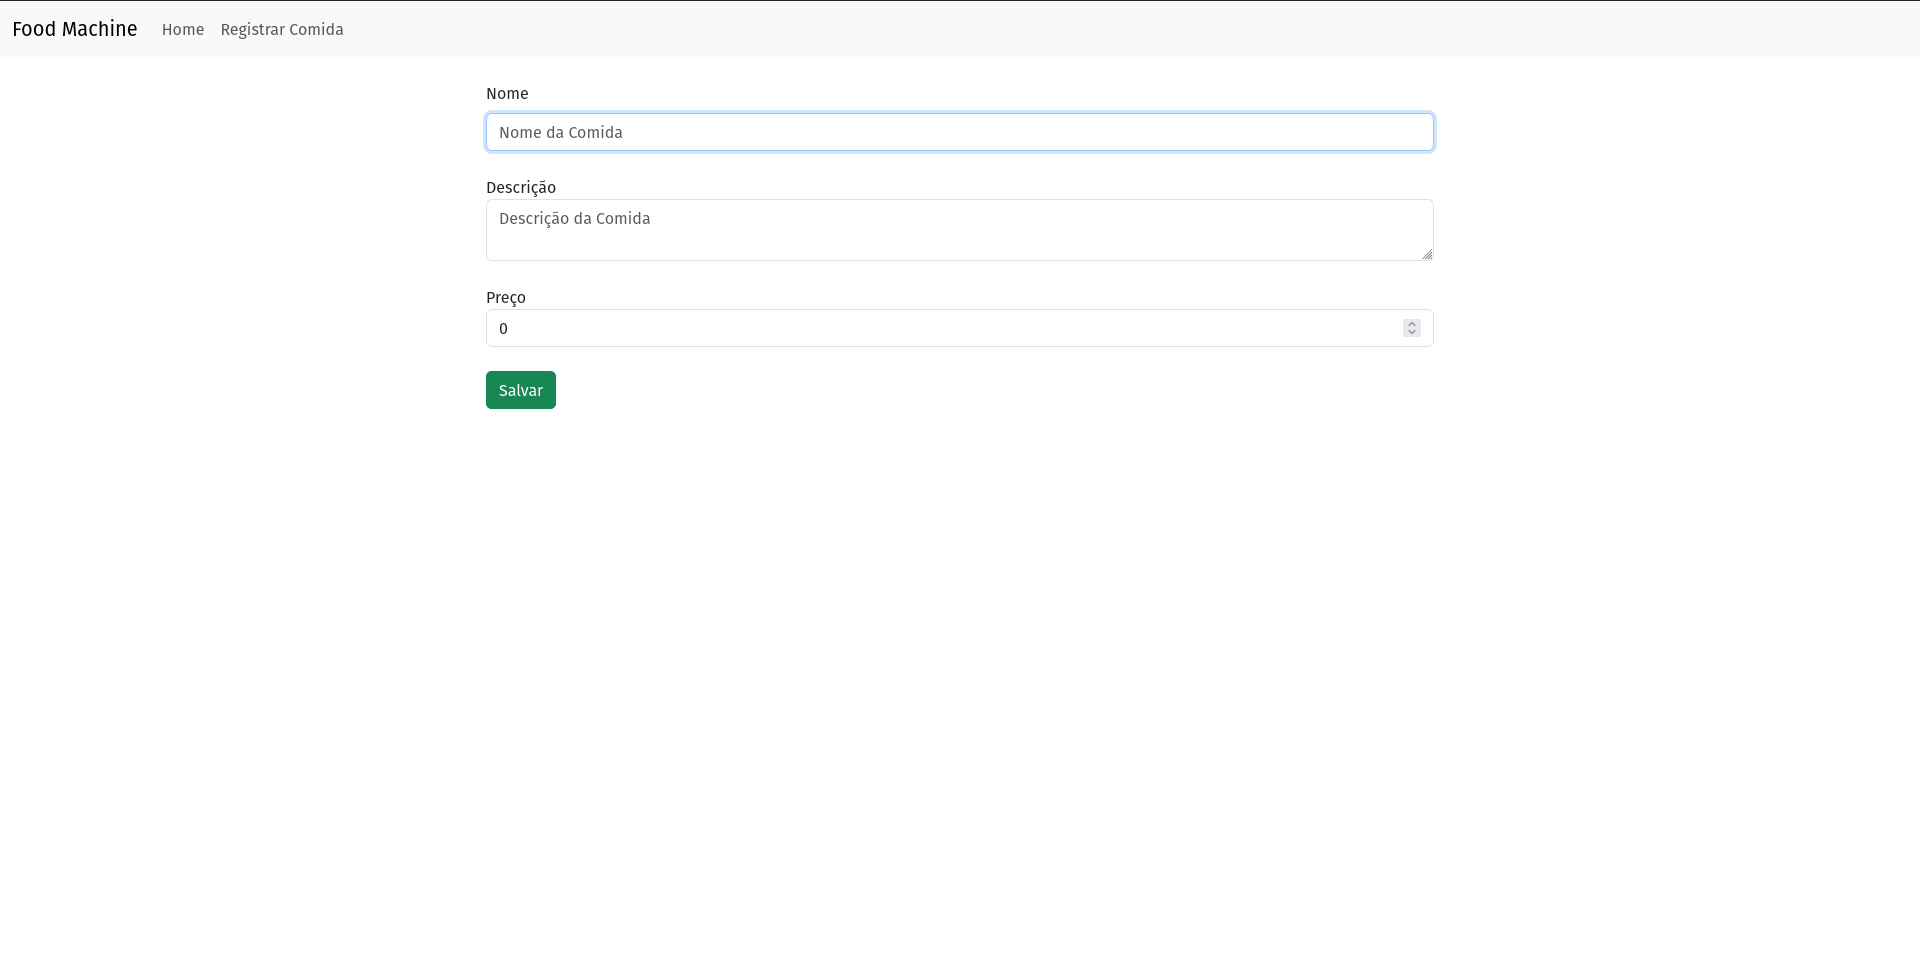 Food Machine Home Registrar Comida
Nome
Nome da Comida
Descrição
Descrição da Comida
Preço
0
Salvar